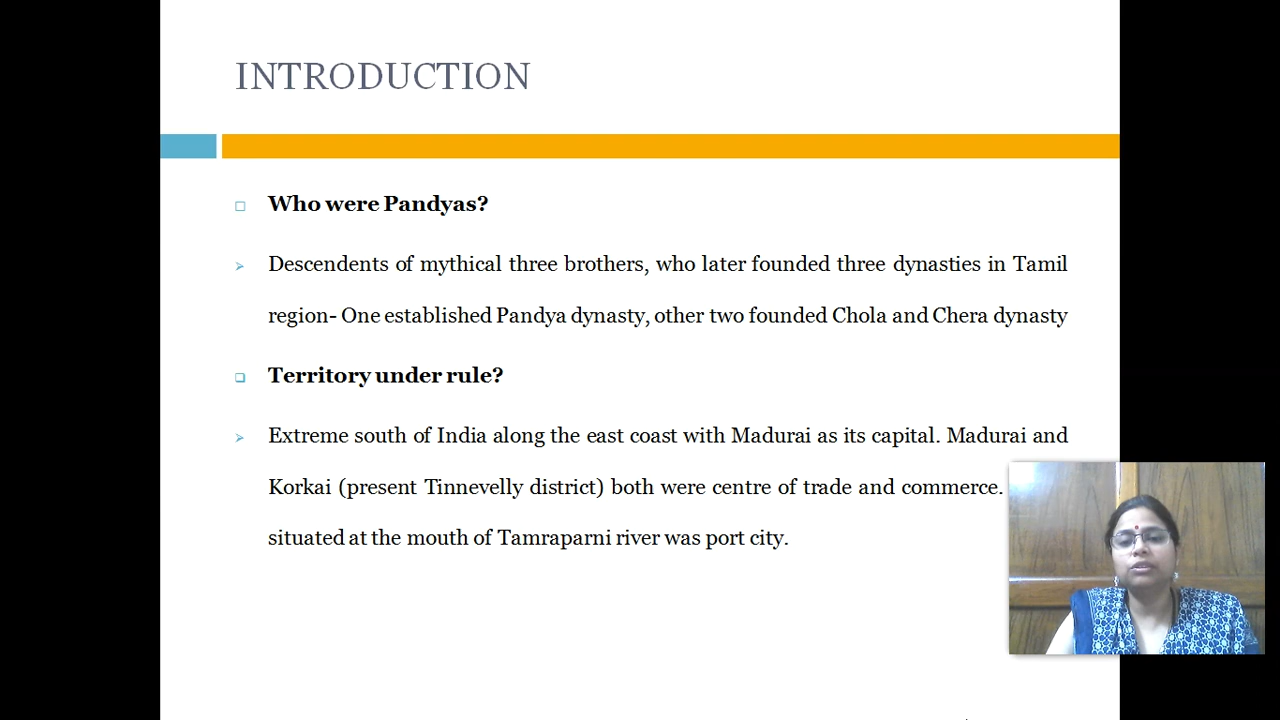 INTRODUCTION
Who were Pandyas?
Descendents of mythical three brothers, who later founded three dynasties in Tamil
region- One established Pandya dynasty, other two founded Chola and Chera dynasty
Territory under rule?
Extreme south of India along the east coast with Madurai as its capital. Madurai and
Korkai (present Tinnevelly district) both were centre of trade and commerce.
situated at the mouth of Tamraparni river was port city.